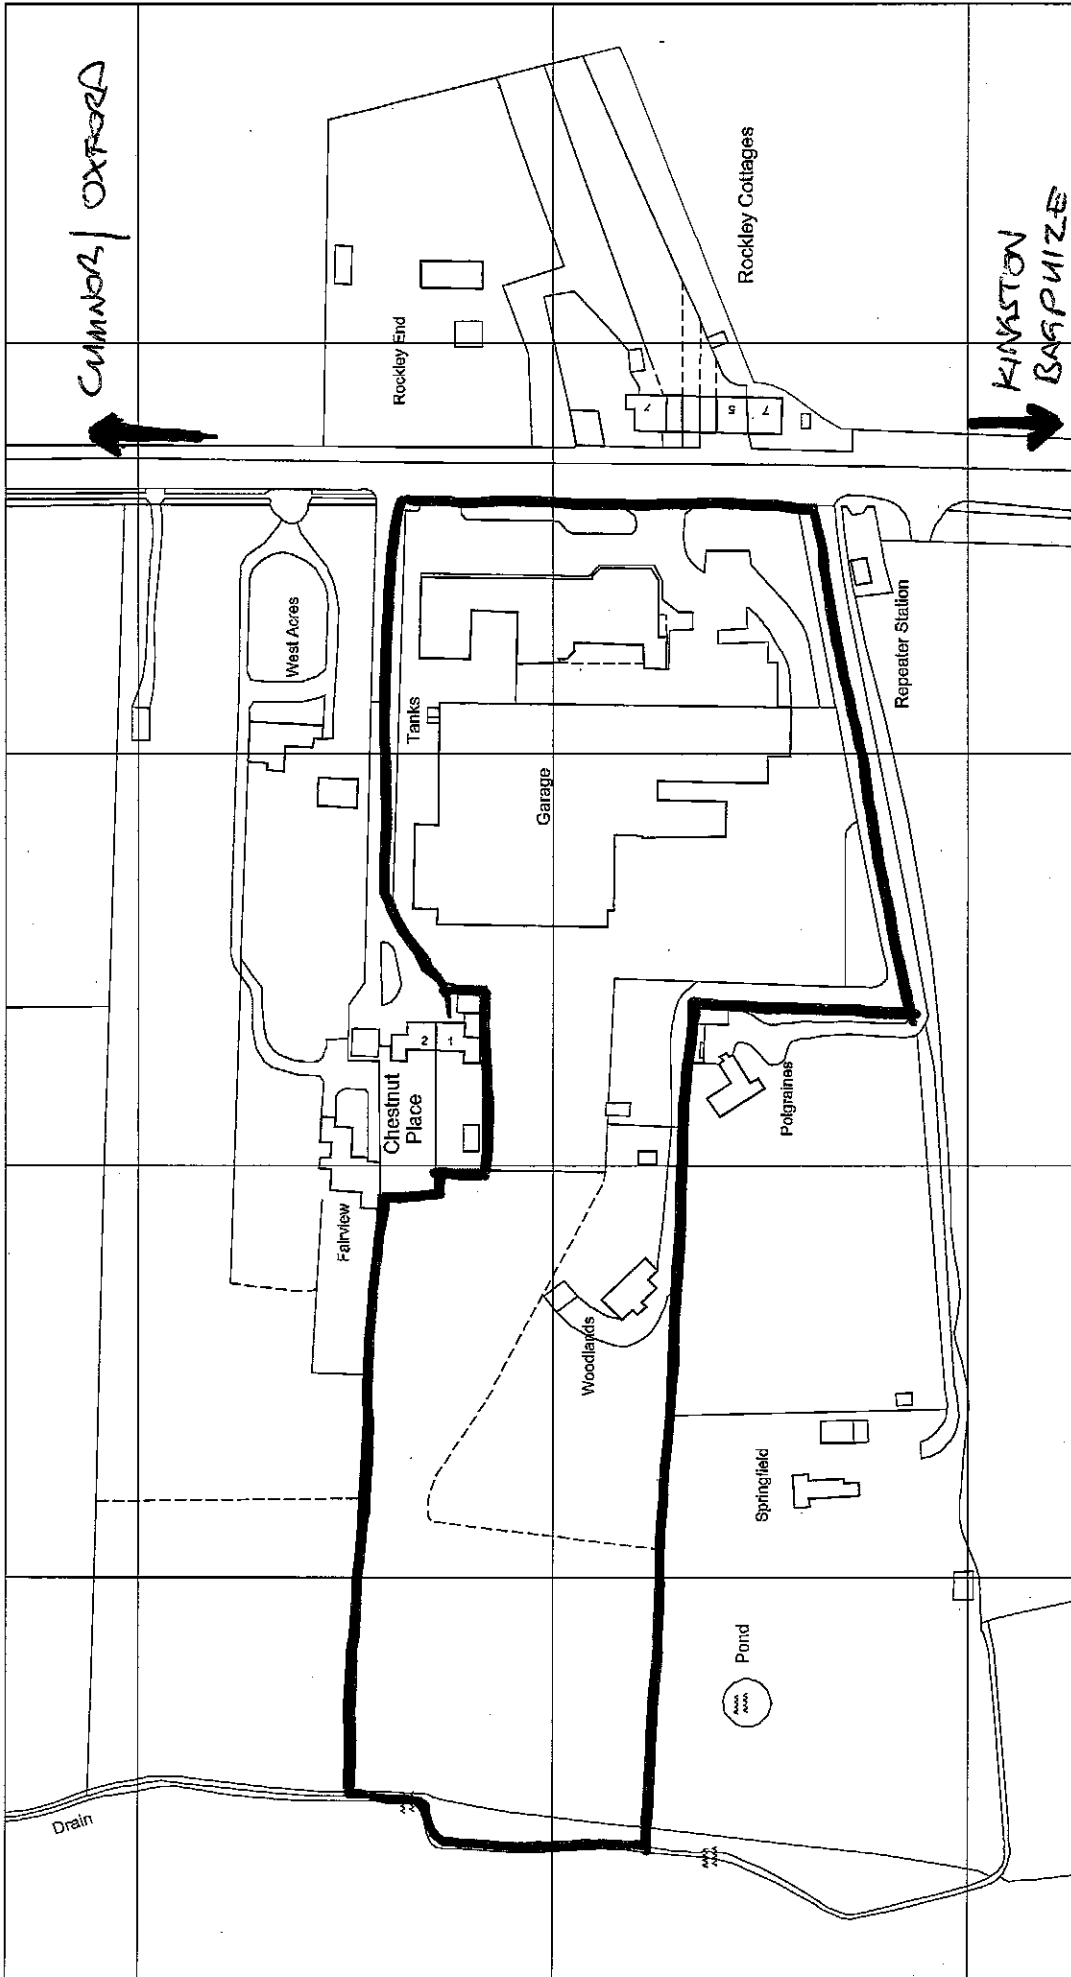 CUMNOR / OXFORD
Rockley Cottages
KINGSTON
BAGPUIZE
Rockley End
7
5
7
West Acres
Repeater Station
Tanks
Garage
2
1
Chestnut
Place
Polgraines
Fairview
Woodlands
Springfield
Pond
Drain